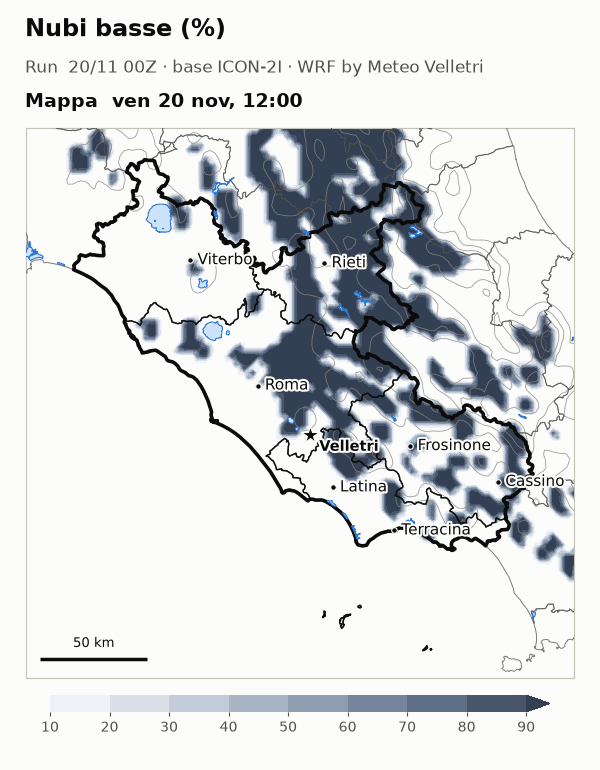 Nubi basse (%)
Run  20/11 00Z · base ICON-2I · WRF by Meteo Velletri
Mappa  ven 20 nov, 12:00
Viterbo
Rieti
Roma
Velletri
Frosinone
Latina
Cassino
Terracina
50 km
10 20 30 40 50 60 70 80 90